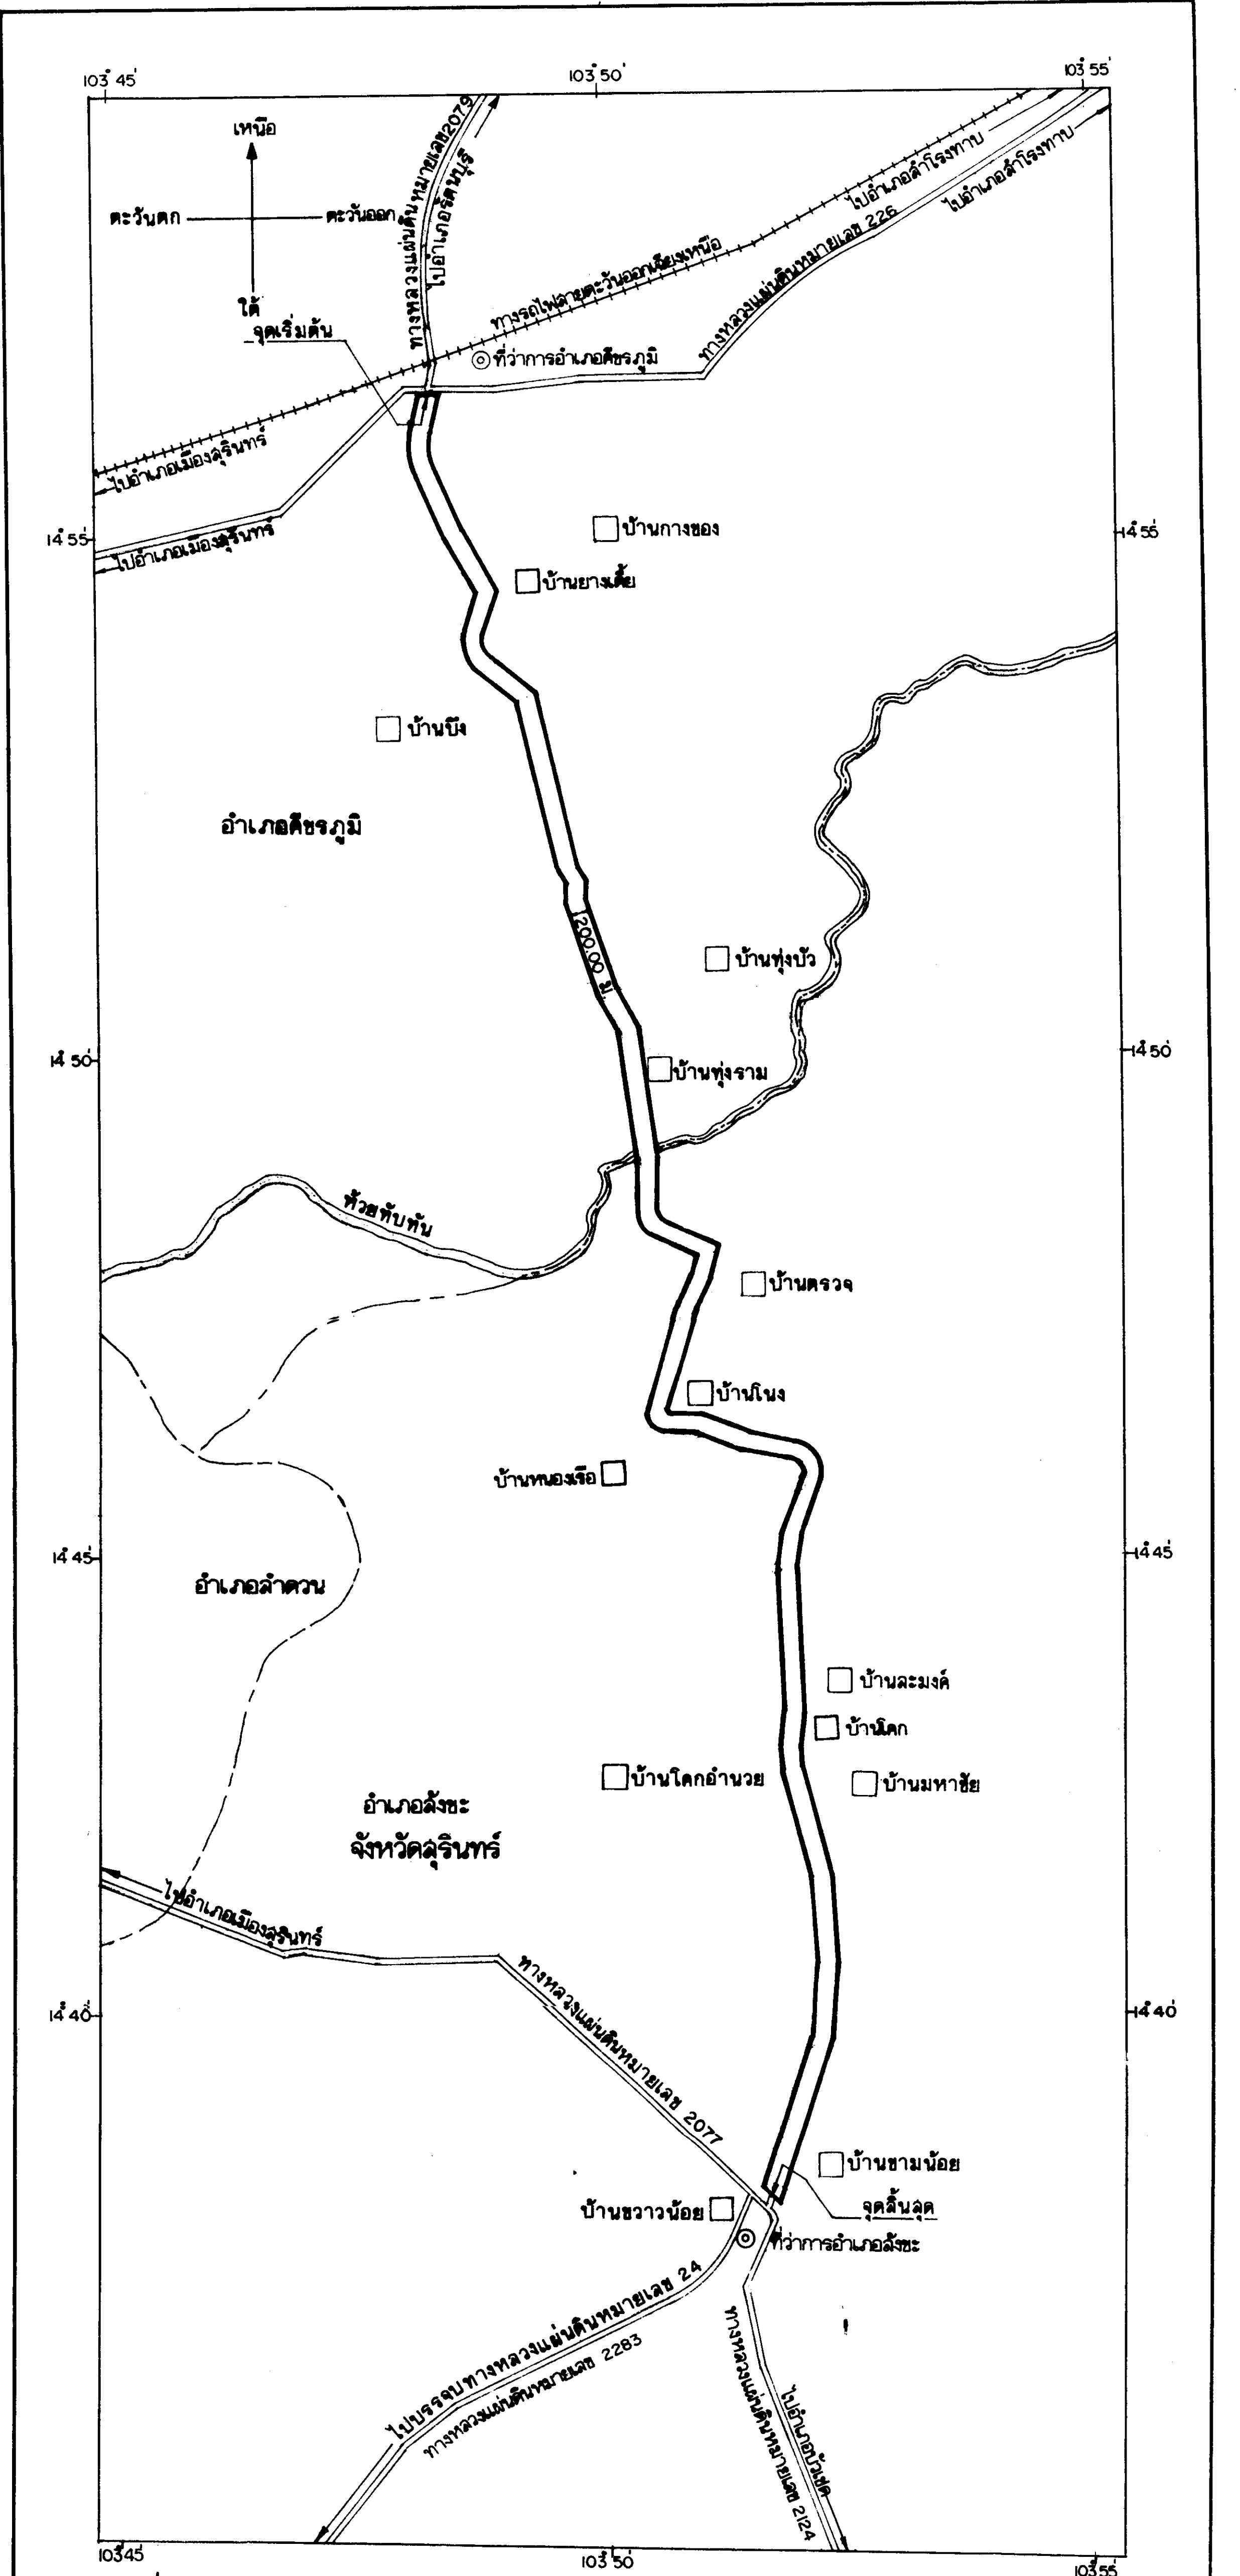 103° 45'
103° 50'
103° 55'
เหนือ
ตะวันตก
ตะวันออก
ใต้
ทางหลวงแผ่นดินหมายเลข 2079
ไปอำเภอรัตนบุรี
ทางรถไฟสายตะวันออกเฉียงเหนือ
ไปอำเภอสำโรงทาบ
ไปอำเภอสำโรงทาบ
ทางหลวงแผ่นดินหมายเลข 226
จุดเริ่มต้น
ที่ว่าการอำเภอศีขรภูมิ
ไปอำเภอเมืองสุรินทร์
ไปอำเภอเมืองสุรินทร์
14° 55'
14° 55'
บ้านกางของ
บ้านยางเตี้ย
บ้านบึง
อำเภอศีขรภูมิ
1200.00 ม.
บ้านทุ่งบัว
14° 50'
14° 50'
บ้านทุ่งราม
ห้วยทับทัน
บ้านตรวจ
บ้านโนง
บ้านหนองเรือ
14° 45'
14° 45'
อำเภอลำดวน
บ้านละมงค์
บ้านโคก
บ้านโคกอำนวย
บ้านมหาชัย
อำเภอสังขะ
จังหวัดสุรินทร์
ไปอำเภอเมืองสุรินทร์
ทางหลวงแผ่นดินหมายเลข 2077
14° 40'
14° 40'
บ้านขามน้อย
จุดสิ้นสุด
บ้านขวาวน้อย
ที่ว่าการอำเภอสังขะ
ไปบรรจบทางหลวงแผ่นดินหมายเลข 24
ทางหลวงแผ่นดินหมายเลข 2283
ทางหลวงแผ่นดินหมายเลข 2124
ไปอำเภอบัวเชด
103° 45
103° 50'
103° 55'